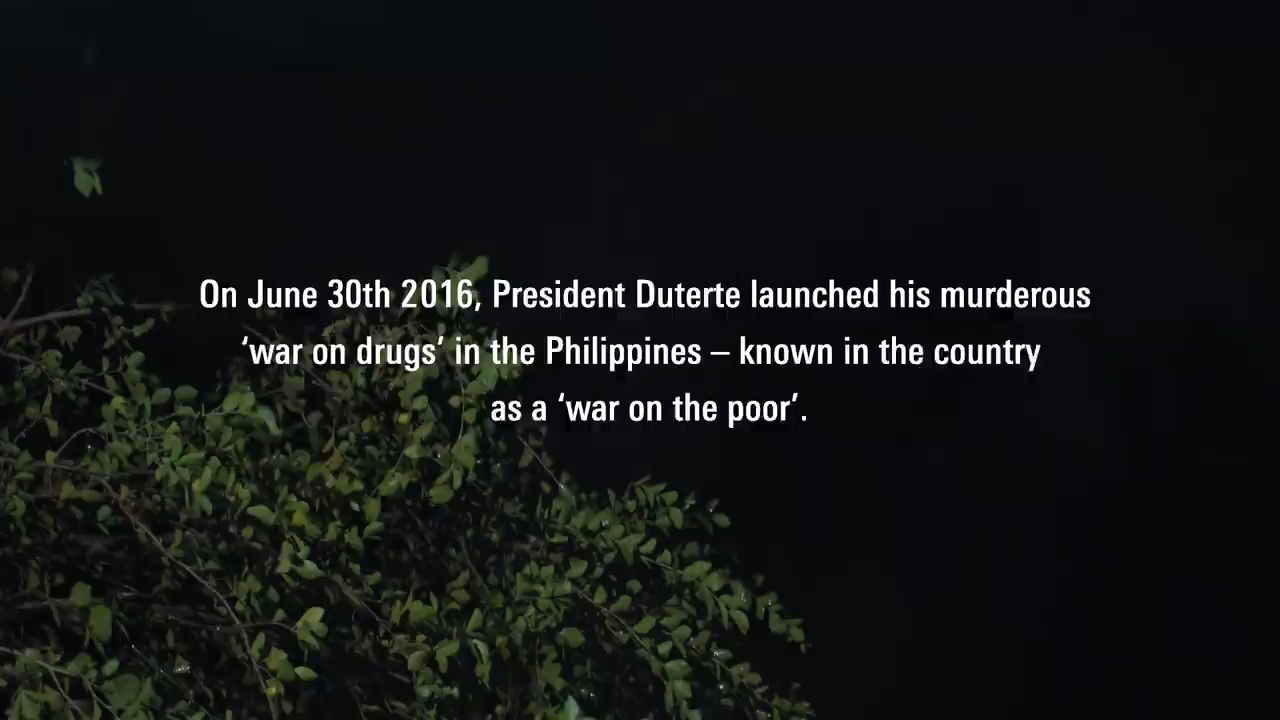 On June 30th 2016, President Duterte launched his murderous
‘war on drugs’ in the Philippines – known in the country
as a ‘war on the poor’.